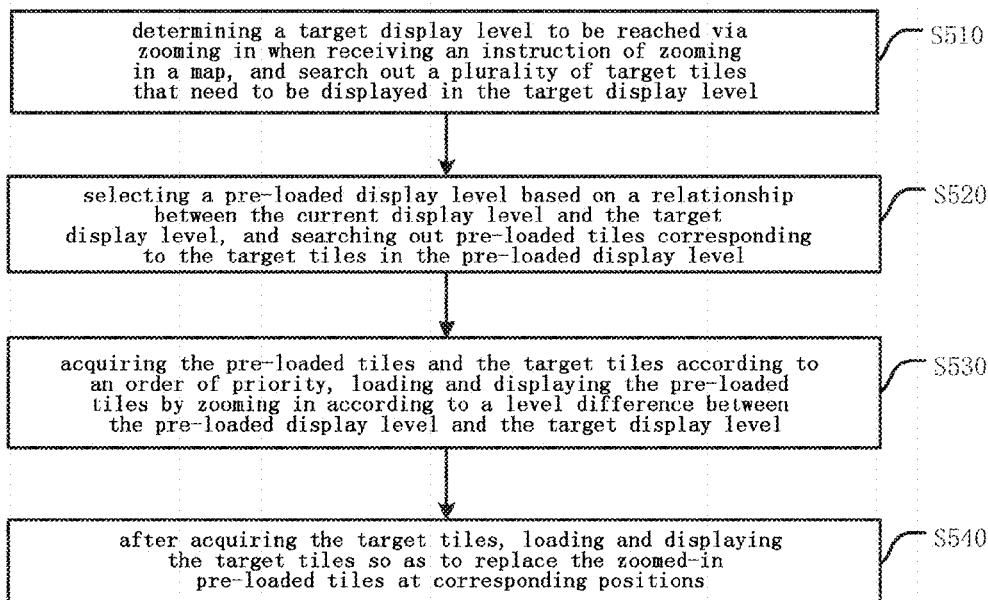 determining a target display level to be reached via
zooming in when receiving an instruction of zooming
in a map, and search out a plurality of target tiles
that need to be displayed in the target display level
S510
selecting a pre-loaded display level based on a relationship
between the current display level and the target
display level, and searching out pre-loaded tiles corresponding
to the target tiles in the pre-loaded display level
S520
acquiring the pre-loaded tiles and the target tiles according to
an order of priority, loading and displaying the pre-loaded
tiles by zooming in according to a level difference between
the pre-loaded display level and the target display level
S530
after acquiring the target tiles, loading and displaying
the target tiles so as to replace the zoomed-in
pre-loaded tiles at corresponding positions
S540